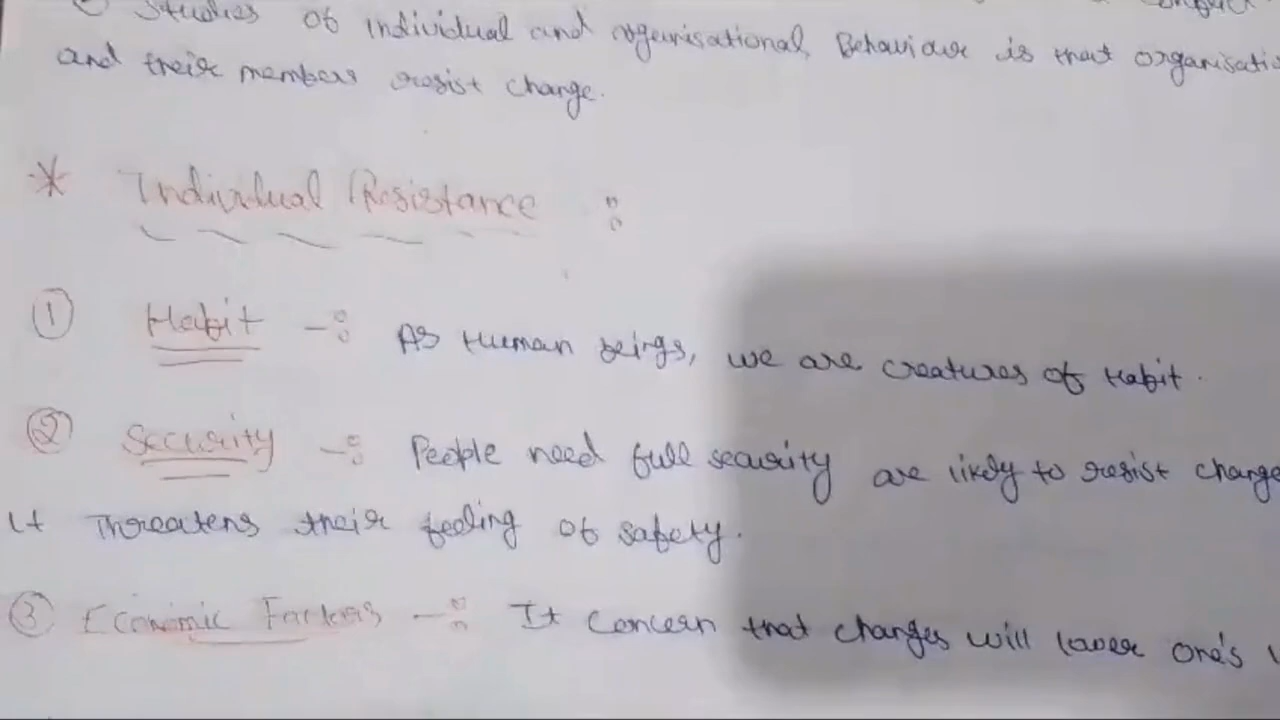 Studies of individual and organisational Behaviour is that organisatio
and their members resist change.
* Individual Resistance :
① Habit -: As Human beings, we are creatures of Habit.
② Security -: People need full security are likely to resist change
It Threatens their feeling of safety.
③ Economic Factors -: It concern that changes will lower one's